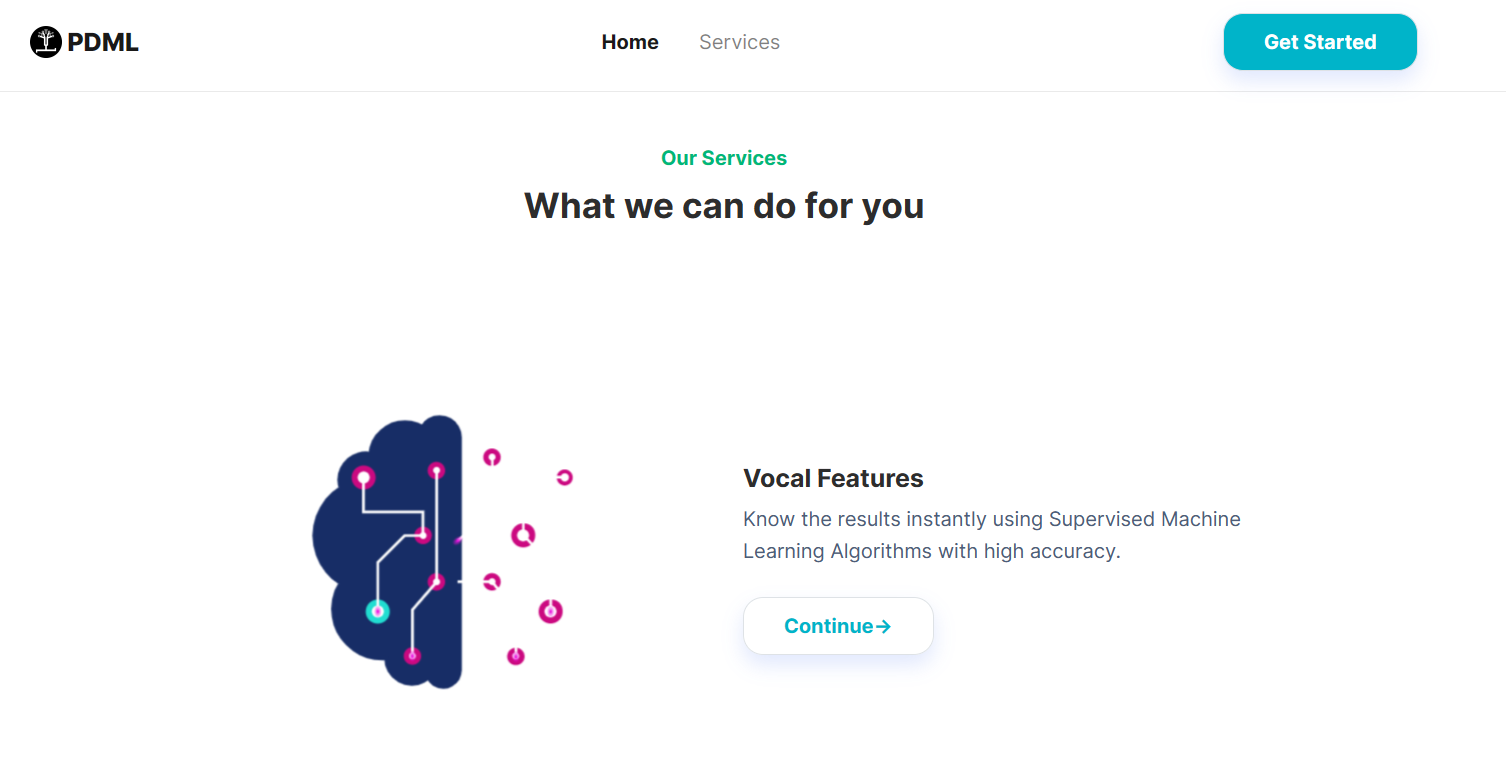 PDML
Home
Services
Get Started
Our Services
What we can do for you
Vocal Features
Know the results instantly using Supervised Machine
Learning Algorithms with high accuracy.
Continue→